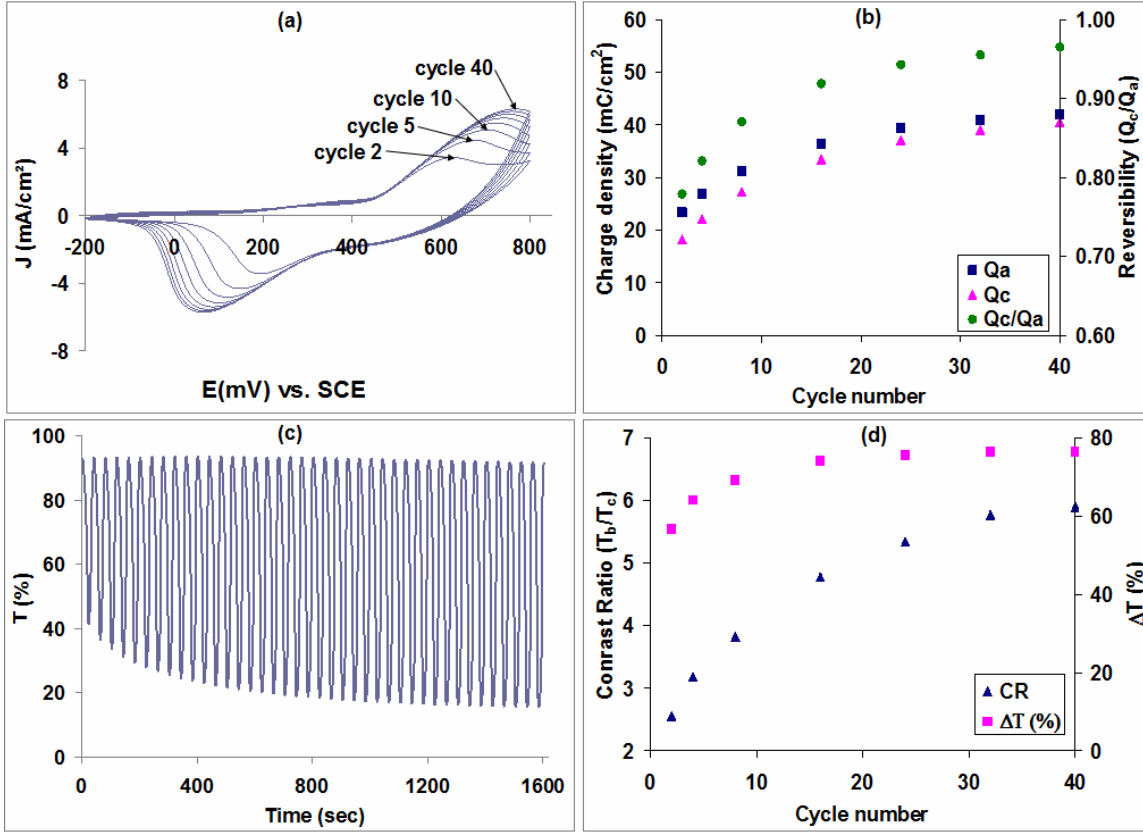 (a)
8
4
0
-4
-8
J (mA/cm²)
-200
0
200
400
600
800
E(mV) vs. SCE
cycle 40
cycle 10
cycle 5
cycle 2
(b)
60
50
40
30
20
10
0
Charge density (mC/cm²)
1.00
0.90
0.80
0.70
0.60
Reversibility (Qc/Qa)
0
10
20
30
40
Cycle number
Qa
Qc
Qc/Qa
(c)
100
80
60
40
20
0
T (%)
0
400
800
1200
1600
Time (sec)
(d)
7
6
5
4
3
2
Conrast Ratio (Tb/Tc)
80
60
40
20
0
ΔT (%)
0
10
20
30
40
Cycle number
CR
ΔT (%)